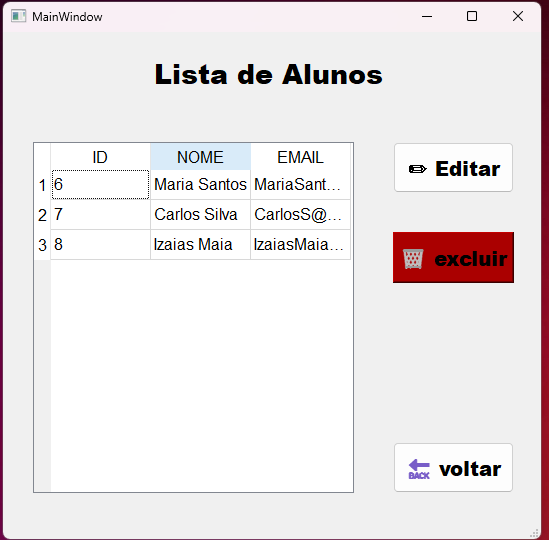 MainWindow
Lista de Alunos
ID NOME EMAIL
1 6 Maria Santos MariaSant...
2 7 Carlos Silva CarlosS@...
3 8 Izaias Maia IzaiasMaia...
Editar
excluir
BACK voltar